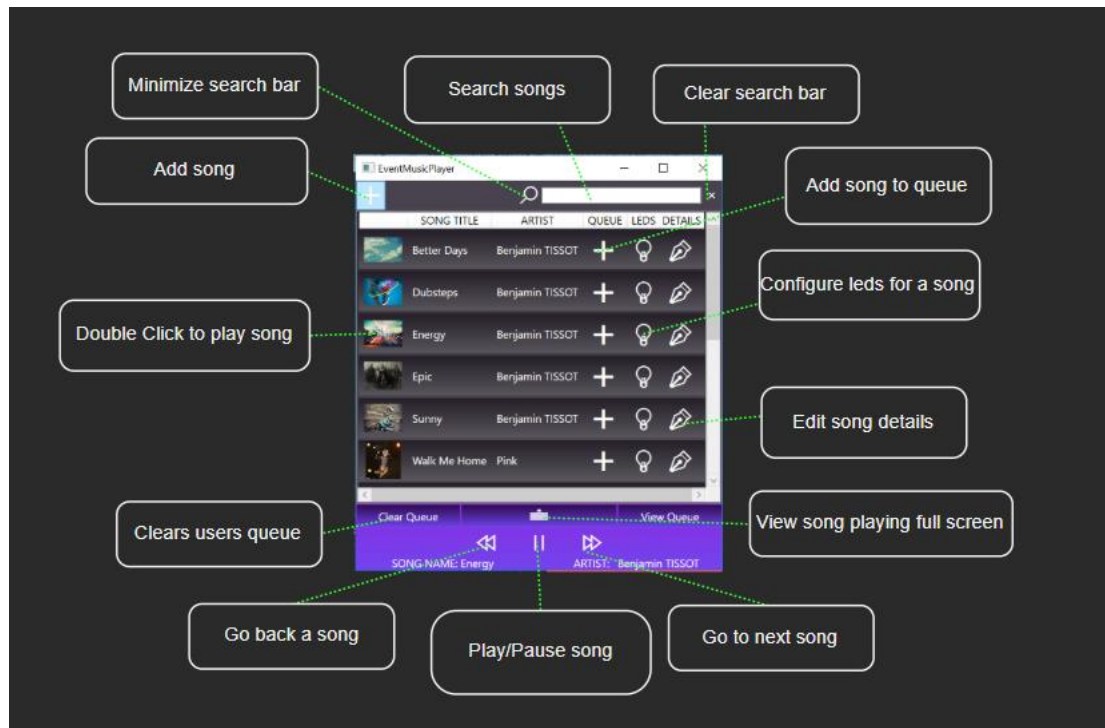 Minimize search bar
Search songs
Clear search bar
Add song
EventMusicPlayer
Add song to queue
SONG TITLE ARTIST QUEUE LEDS DETAILS
Better Days Benjamin TISSOT
Configure leds for a song
Dubsteps Benjamin TISSOT
Double Click to play song
Energy Benjamin TISSOT
Epic Benjamin TISSOT
Edit song details
Sunny Benjamin TISSOT
Walk Me Home Pink
Clears users queue
Clear Queue
View Queue
View song playing full screen
SONG NAME: Energy
ARTIST: Benjamin TISSOT
Go back a song
Play/Pause song
Go to next song